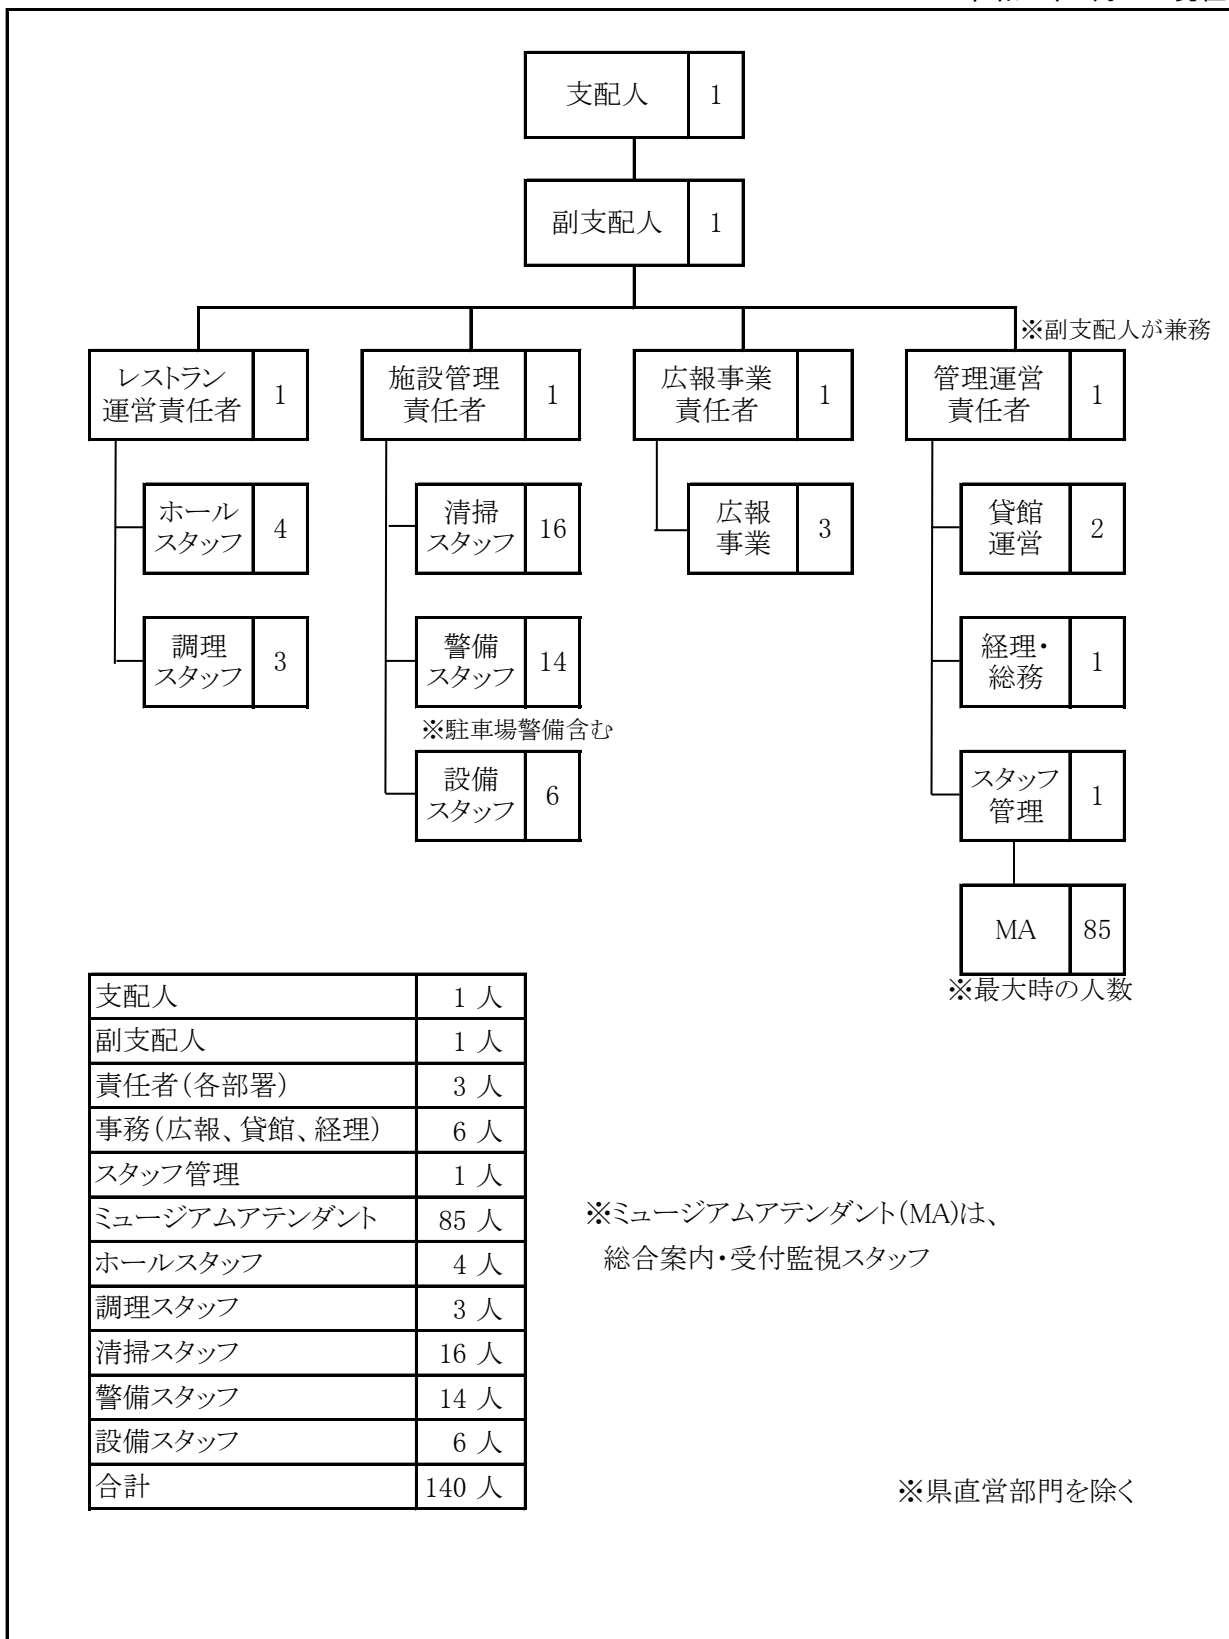 支配人 1
副支配人 1
※副支配人が兼務
レストラン
運営責任者 1
施設管理
責任者 1
広報事業
責任者 1
管理運営
責任者 1
ホール
スタッフ 4
清掃
スタッフ 16
広報
事業 3
貸館
運営 2
調理
スタッフ 3
警備
スタッフ 14
経理・
総務 1
※駐車場警備含む
設備
スタッフ 6
スタッフ
管理 1
MA 85
※最大時の人数
支配人 1 人
副支配人 1 人
責任者(各部署) 3 人
事務(広報、貸館、経理) 6 人
スタッフ管理 1 人
ミュージアムアテンダント 85 人
ホールスタッフ 4 人
調理スタッフ 3 人
清掃スタッフ 16 人
警備スタッフ 14 人
設備スタッフ 6 人
合計 140 人
※ミュージアムアテンダント(MA)は、
総合案内・受付監視スタッフ
※県直営部門を除く